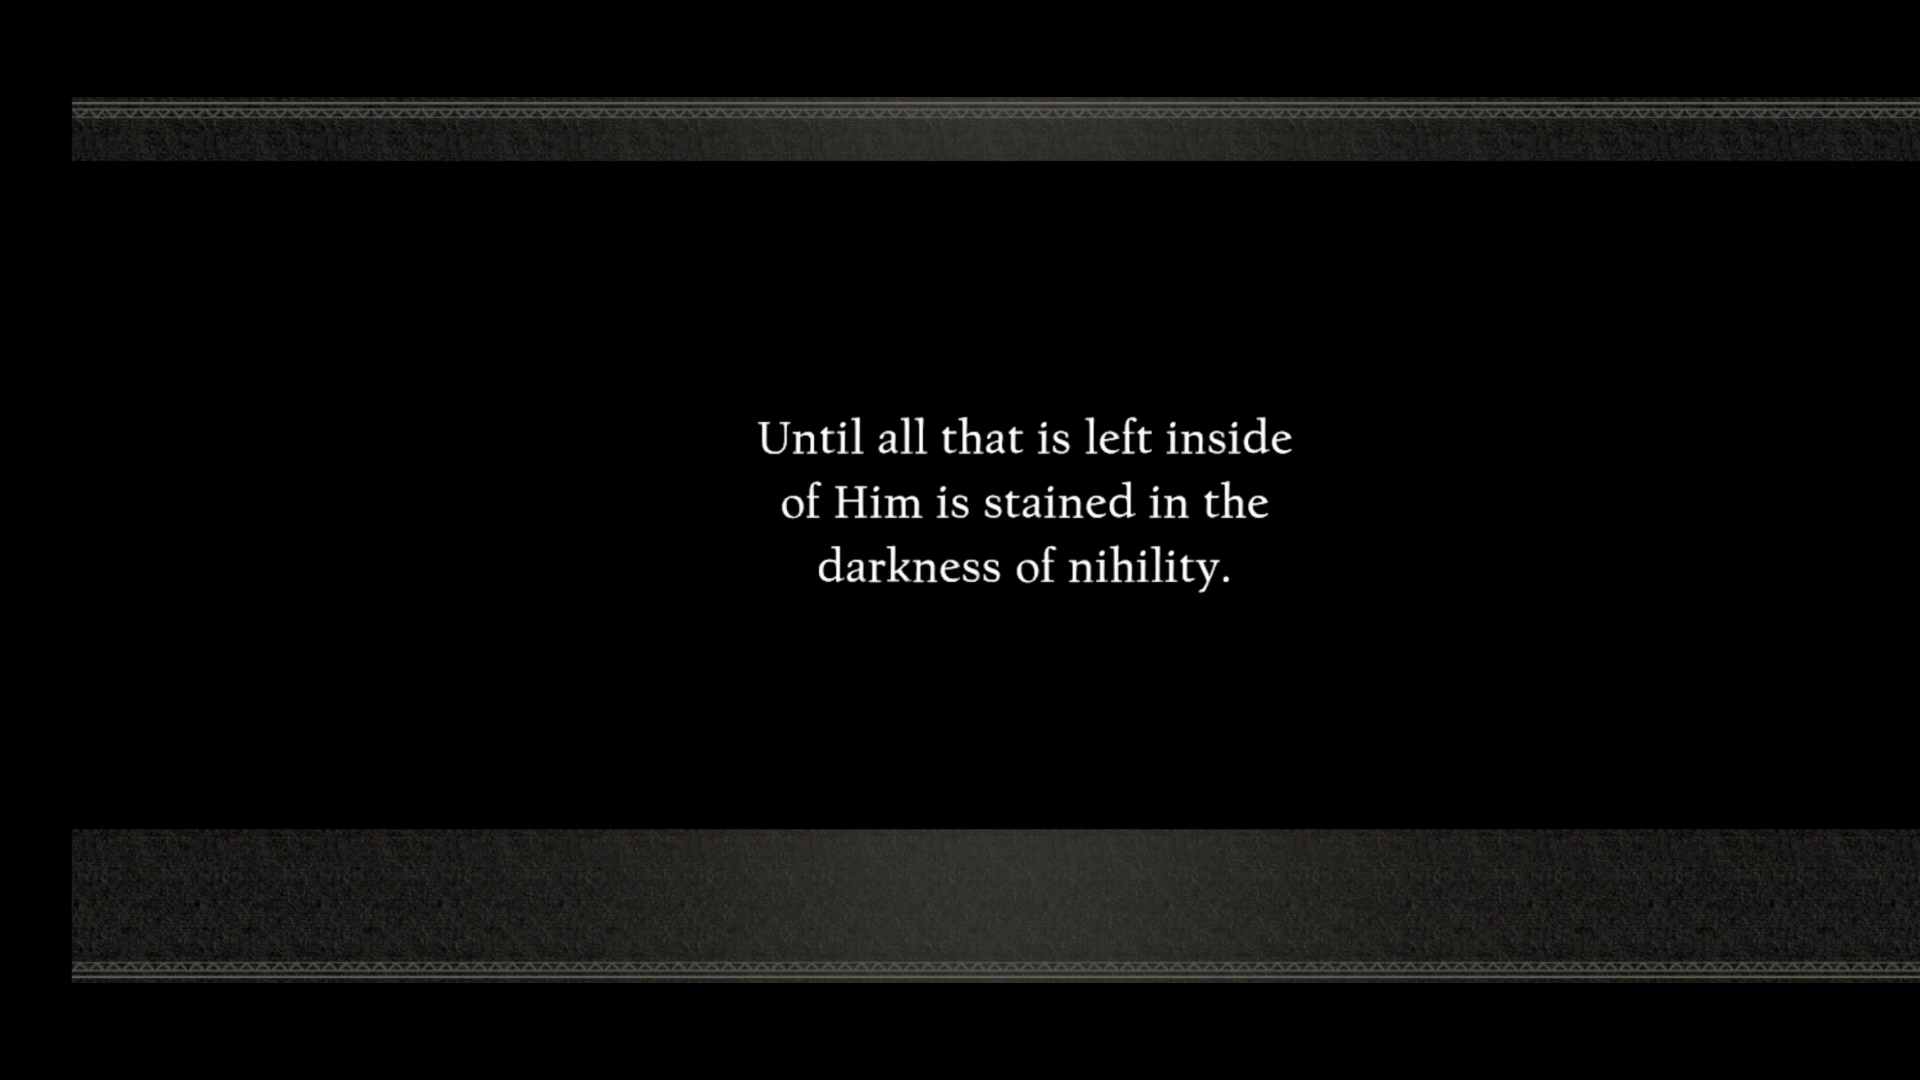 Until all that is left inside
of Him is stained in the
darkness of nihility.